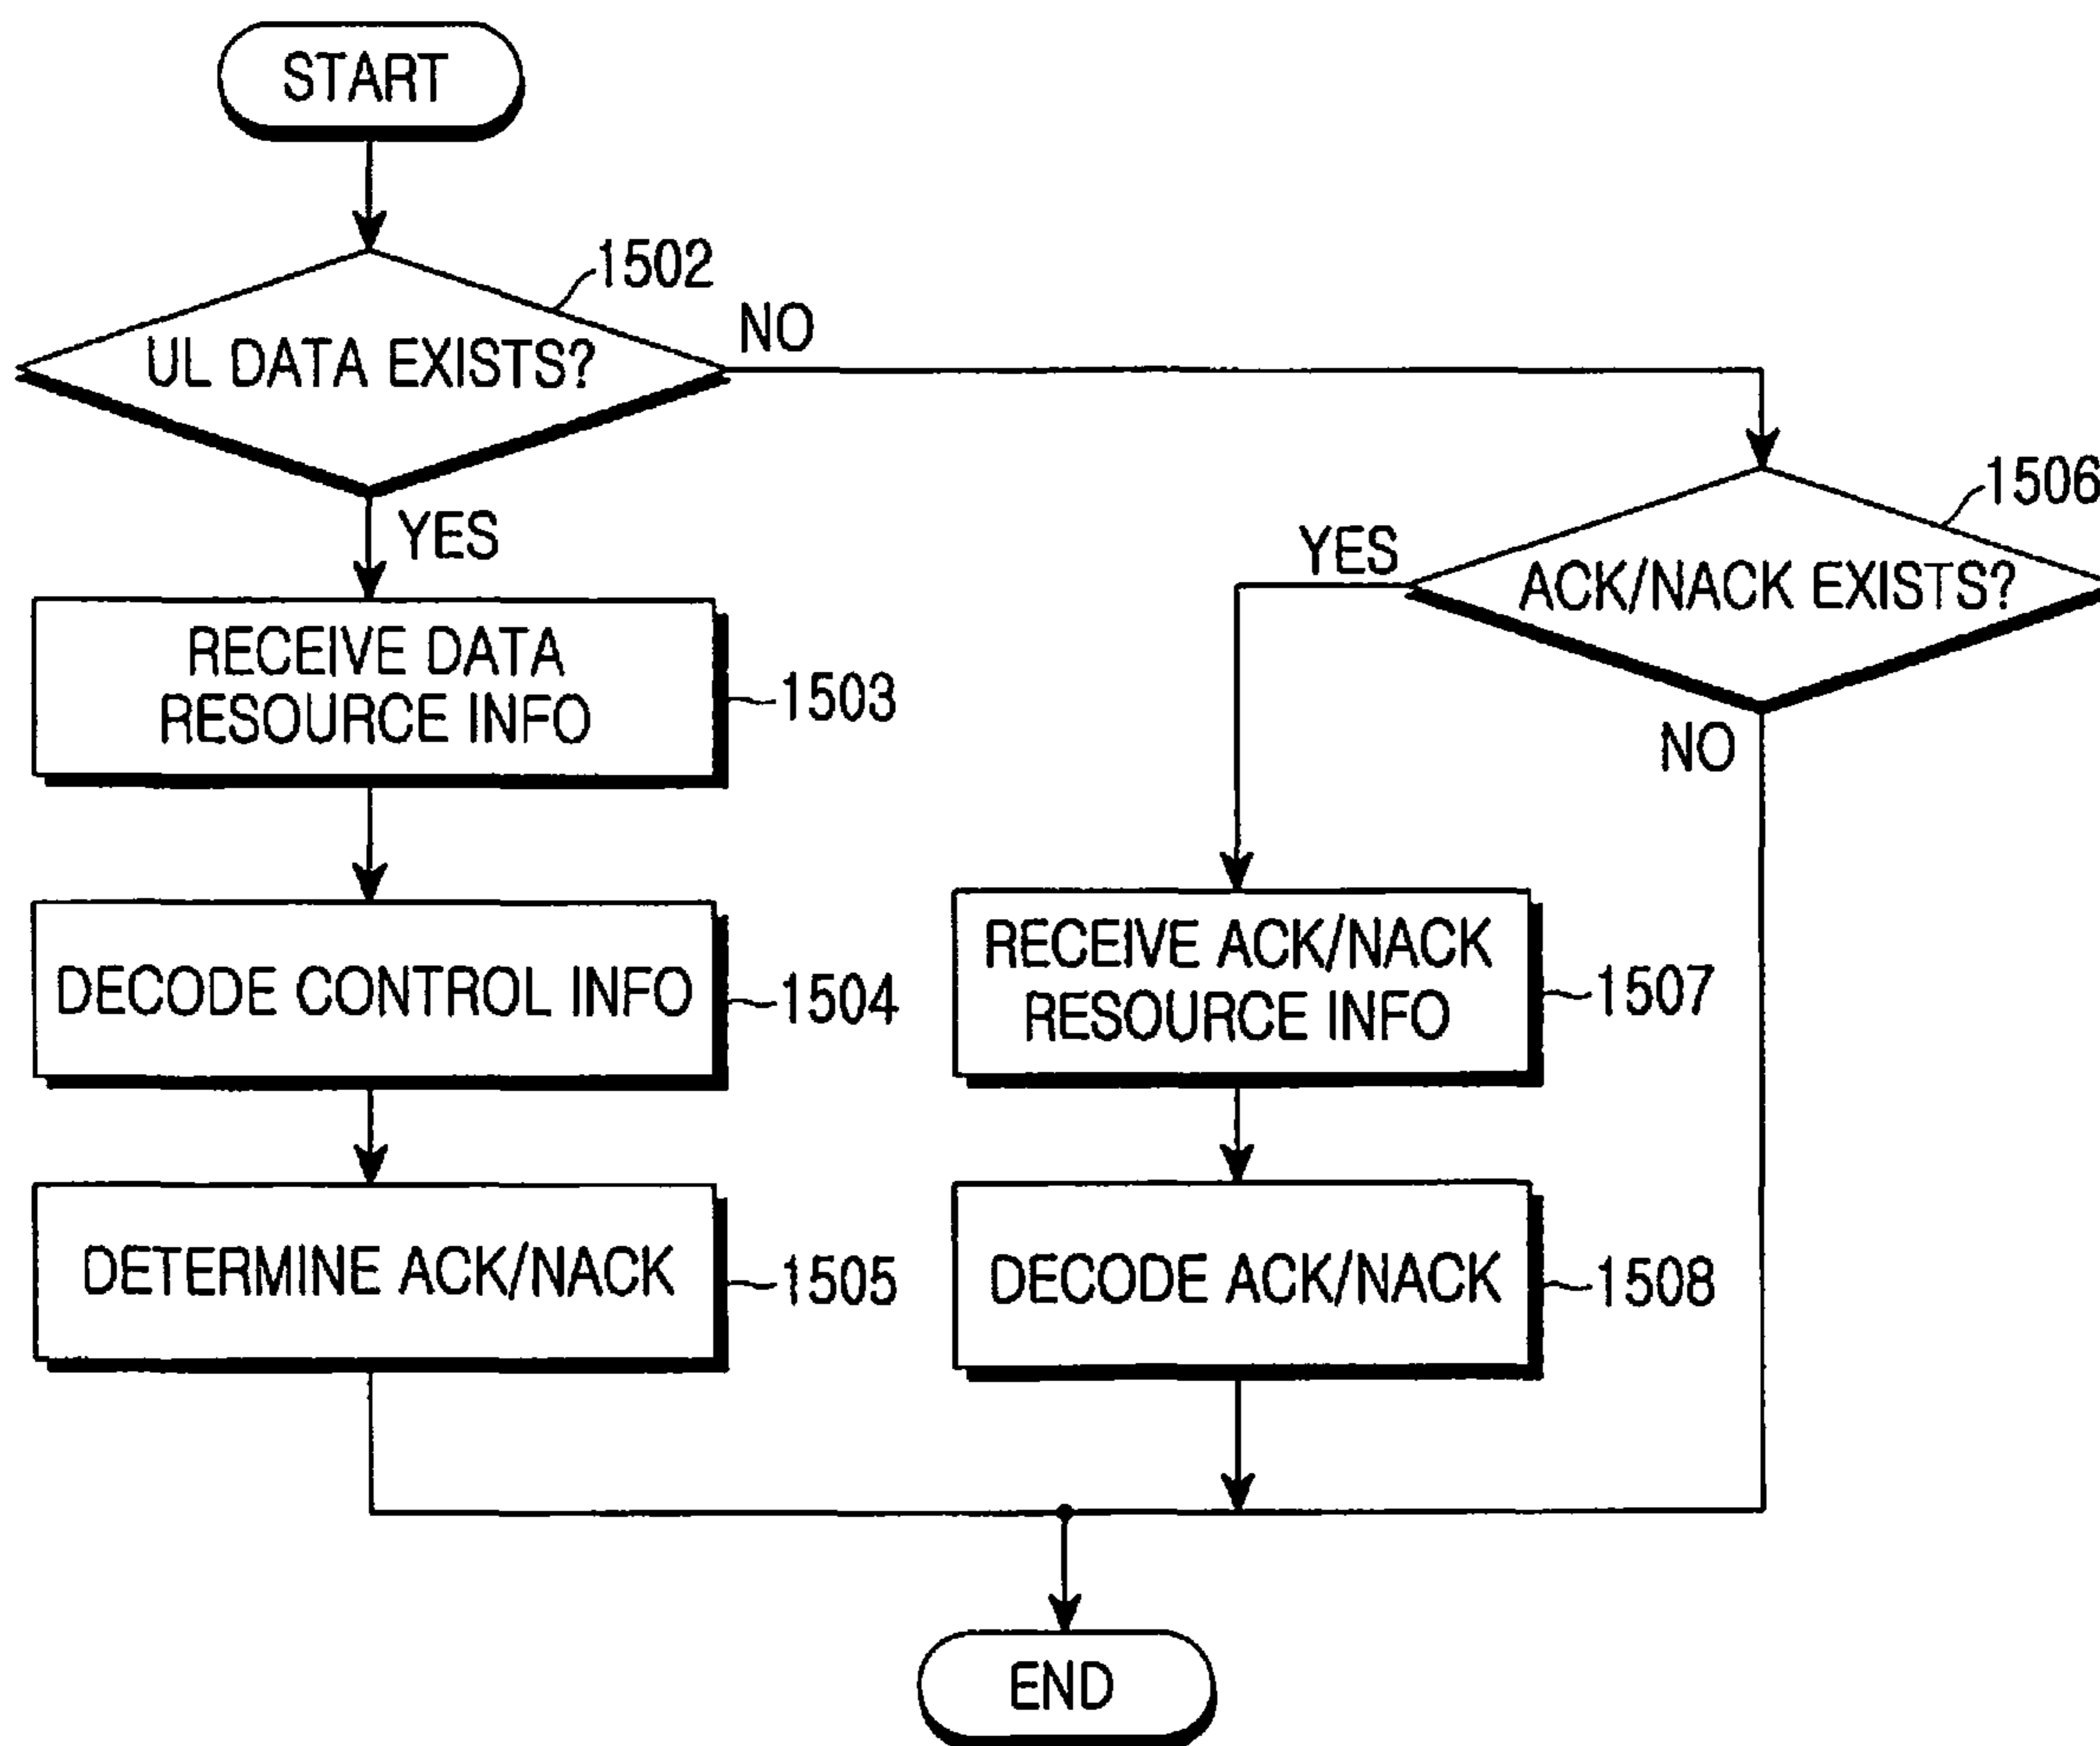 START
1502
UL DATA EXISTS?
NO
YES
1506
ACK/NACK EXISTS?
YES
NO
RECEIVE DATA
RESOURCE INFO
1503
DECODE CONTROL INFO
1504
RECEIVE ACK/NACK
RESOURCE INFO
1507
DETERMINE ACK/NACK
1505
DECODE ACK/NACK
1508
END